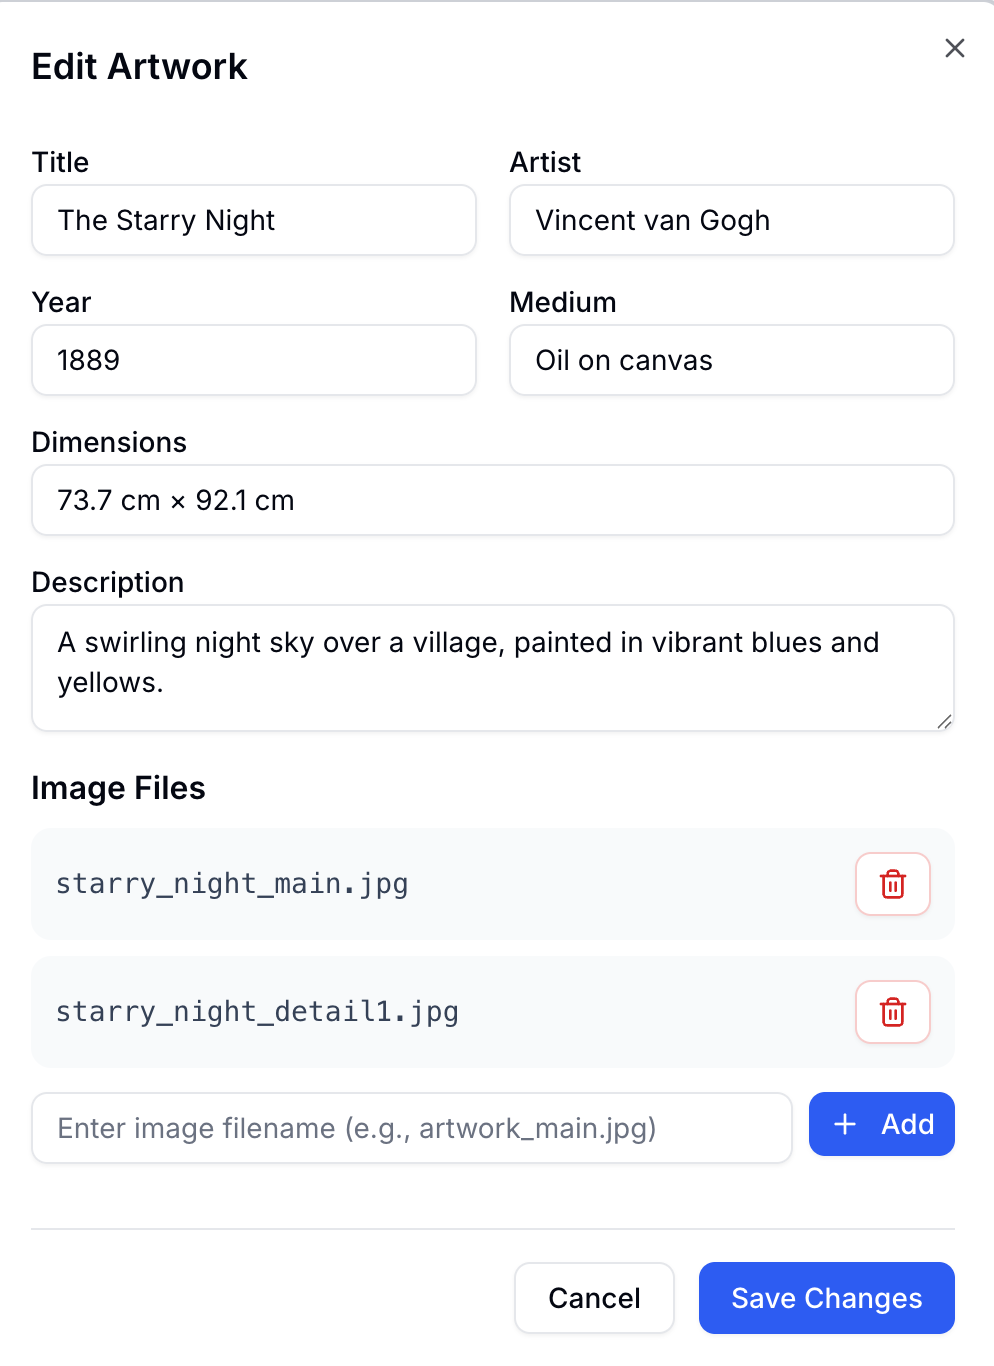 Edit Artwork
Title
Artist
The Starry Night
Vincent van Gogh
Year
Medium
1889
Oil on canvas
Dimensions
73.7 cm × 92.1 cm
Description
A swirling night sky over a village, painted in vibrant blues and
yellows.
Image Files
starry_night_main.jpg
starry_night_detail1.jpg
Enter image filename (e.g., artwork_main.jpg)
+ Add
Cancel
Save Changes